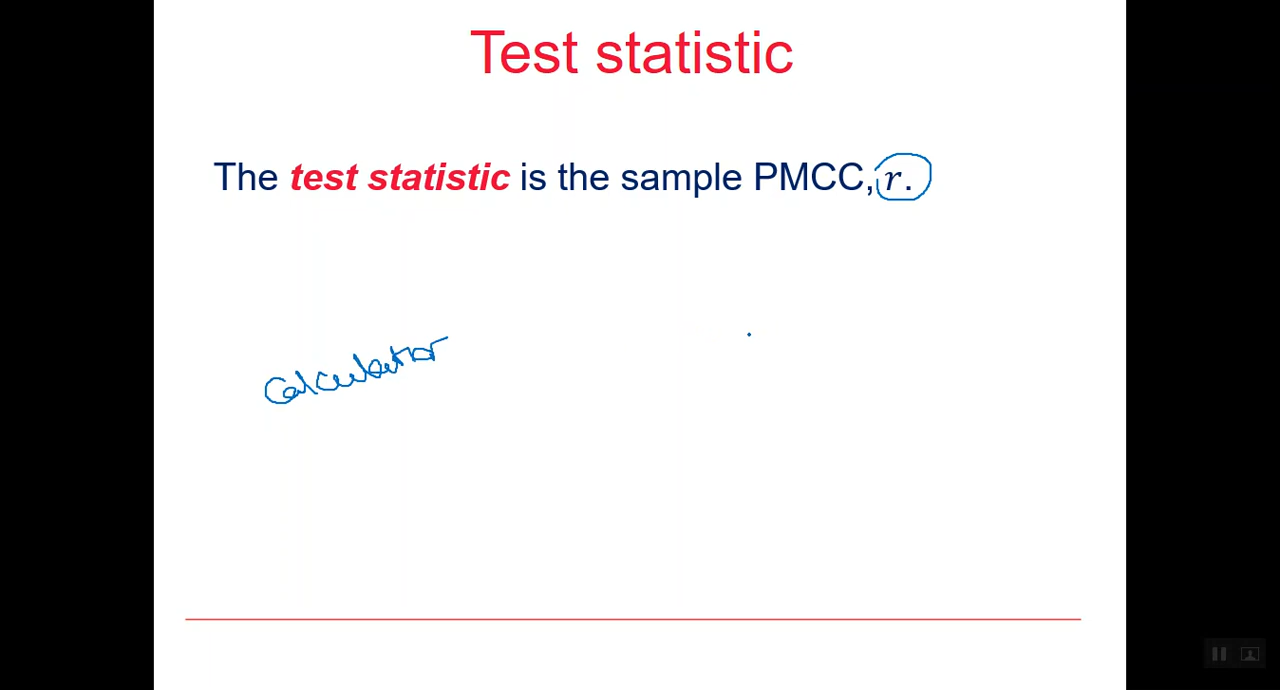 Test statistic
The test statistic is the sample PMCC, r.
Calculator